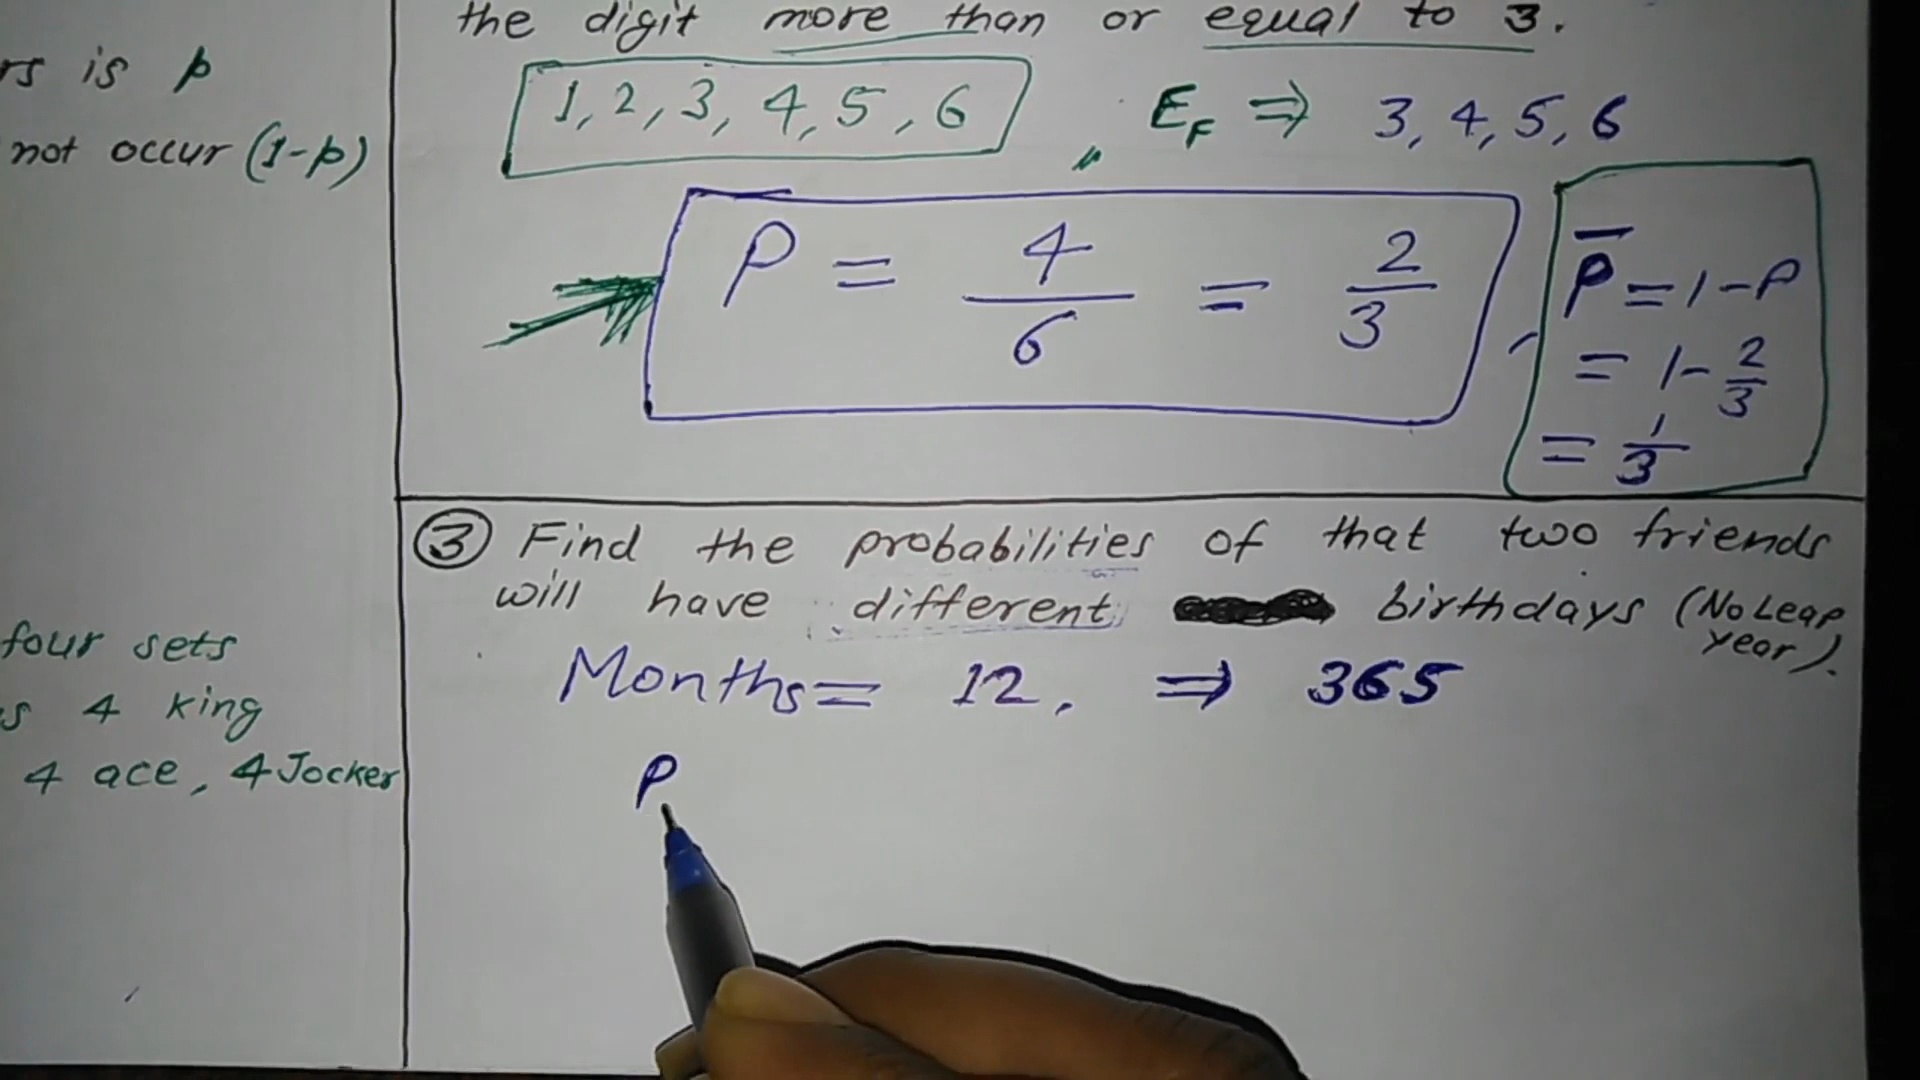 rs is p
not occur (1-p)
four sets
s 4 king
4 ace, 4 Jocker
the digit more than or equal to 3.
1, 2, 3, 4, 5, 6 , EF ⇒ 3, 4, 5, 6
P = 4/6 = 2/3
P̅ = 1 - P
= 1 - 2/3
= 1/3
③ Find the probabilities of that two friends
will have different birthdays (No Leap
year).
Months = 12, ⇒ 365
P